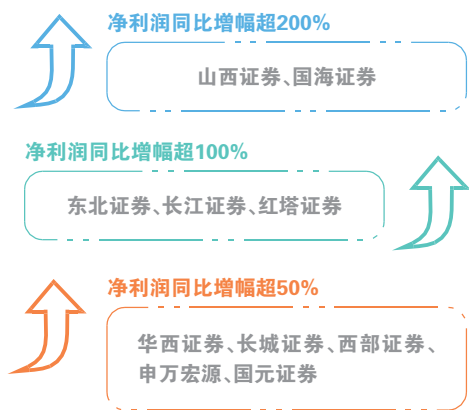 净利润同比增幅超200%
山西证券、国海证券
净利润同比增幅超100%
东北证券、长江证券、红塔证券
净利润同比增幅超50%
华西证券、长城证券、西部证券、
申万宏源、国元证券